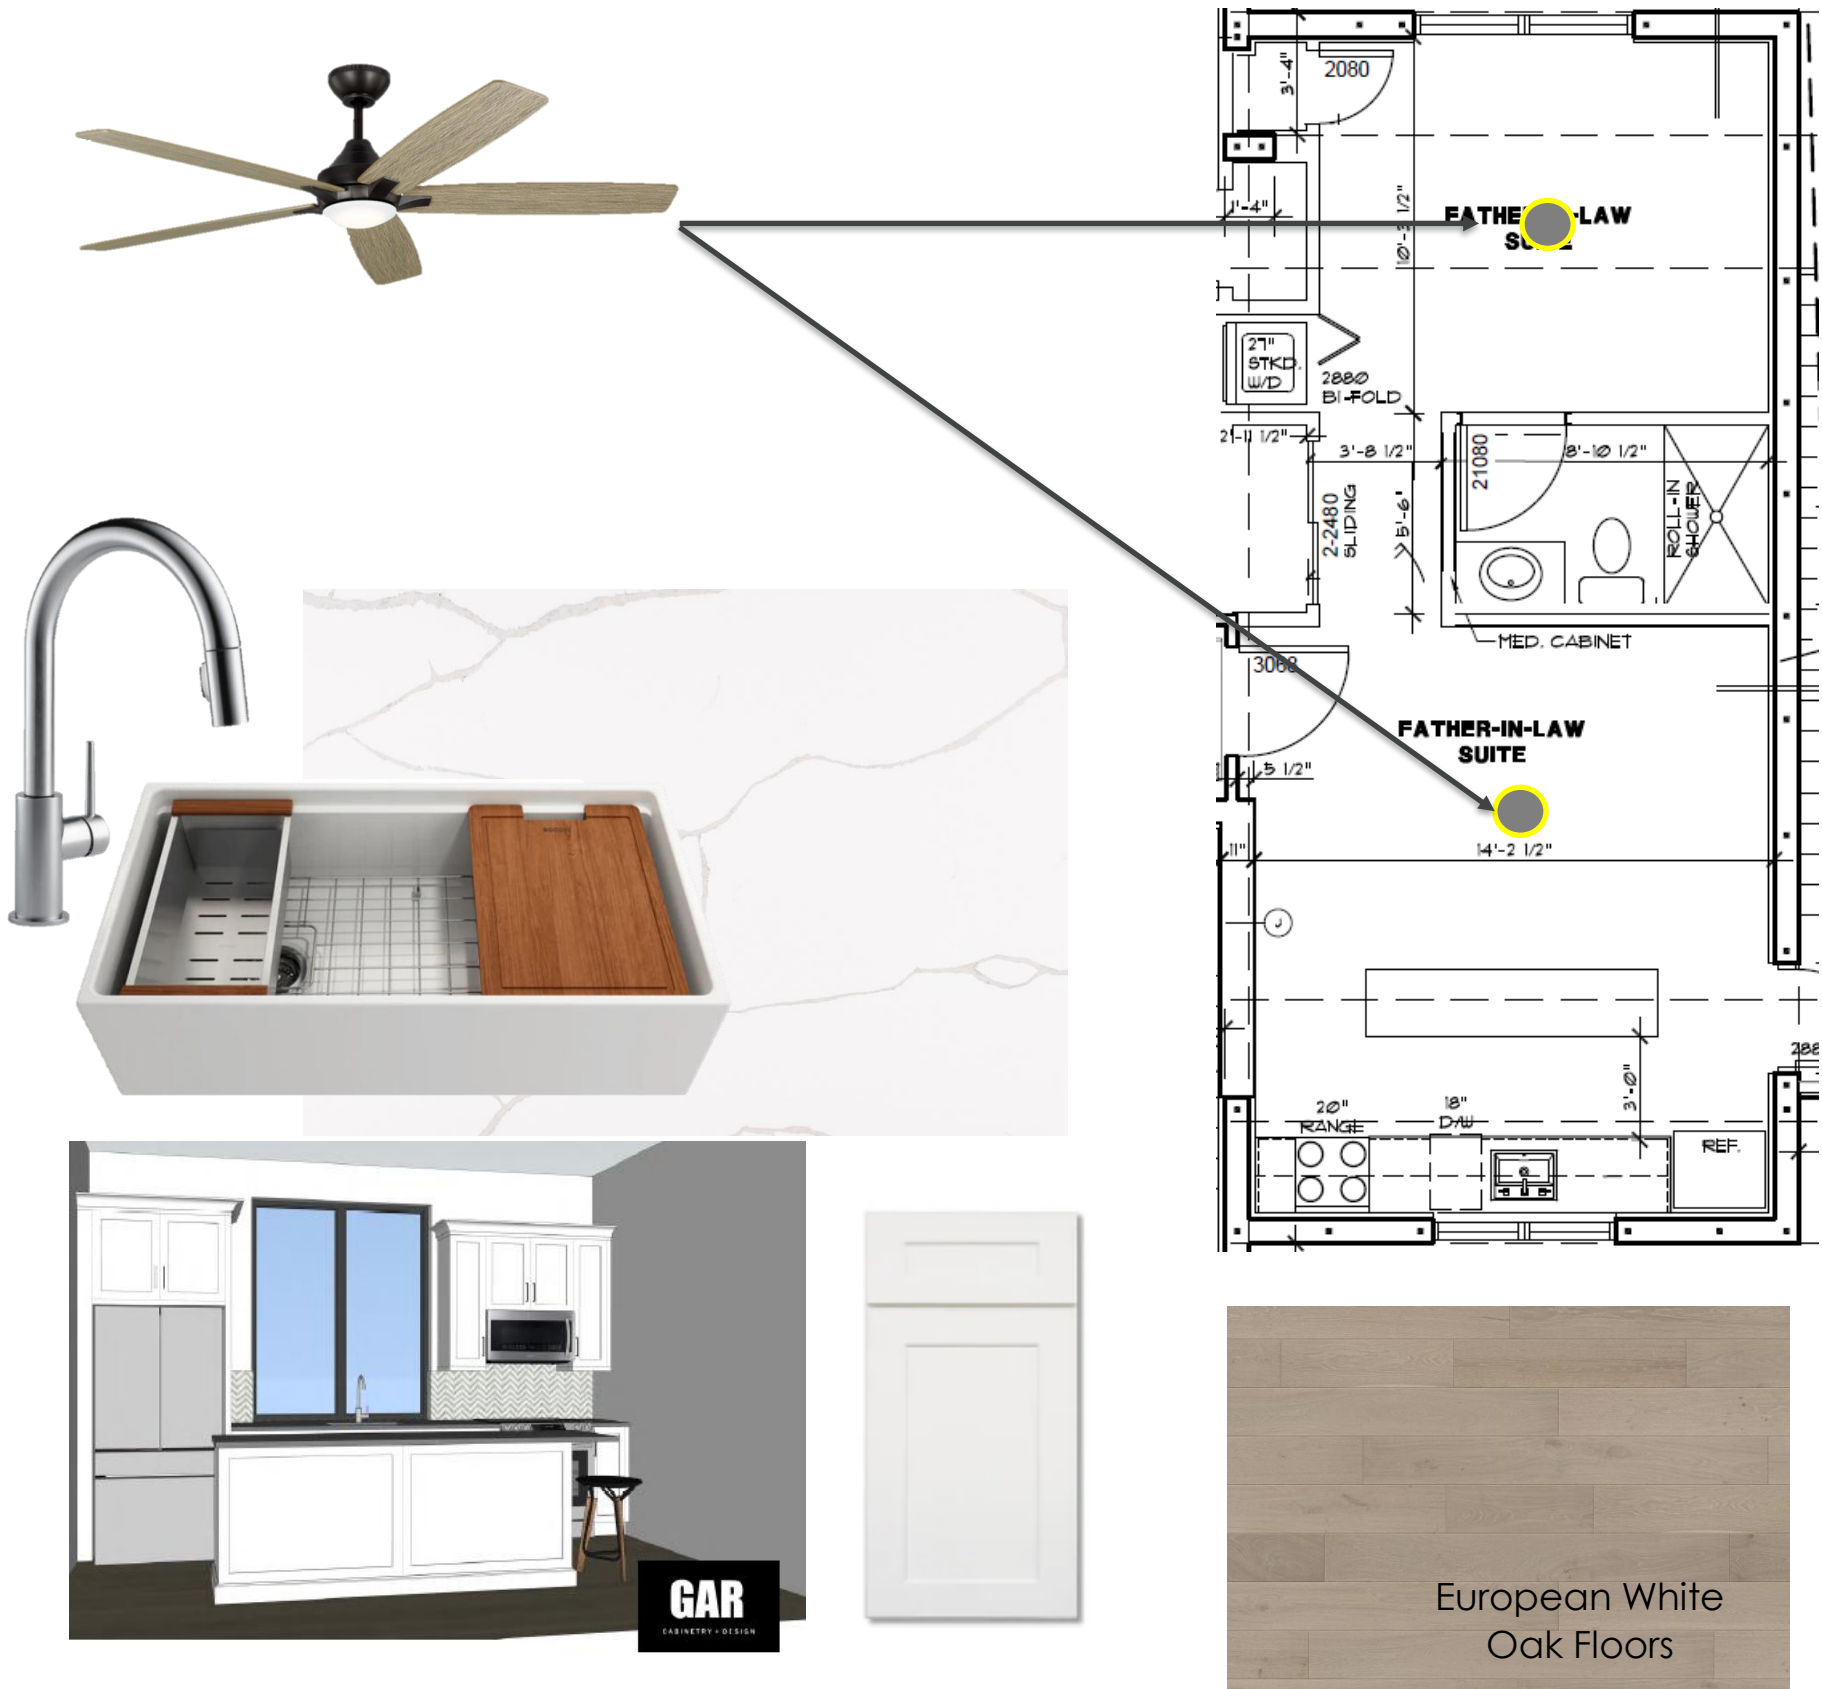 3'-4"
2080
1'-4"
10'-3 1/2"
FATHE -LAW
SU E
27"
STKD.
W/D
2880
BI-FOLD
2'-11 1/2"
3'-8 1/2"
21080
8'-10 1/2"
2-2480
SLIDING
5'-6"
ROLL-IN
SHOWER
MED. CABINET
3068
FATHER-IN-LAW
SUITE
5 1/2"
11"
14'-2 1/2"
J
288
3'-0"
20"
RANGE
18"
D/W
REF.
GAR
CABINETRY + DESIGN
European White
Oak Floors